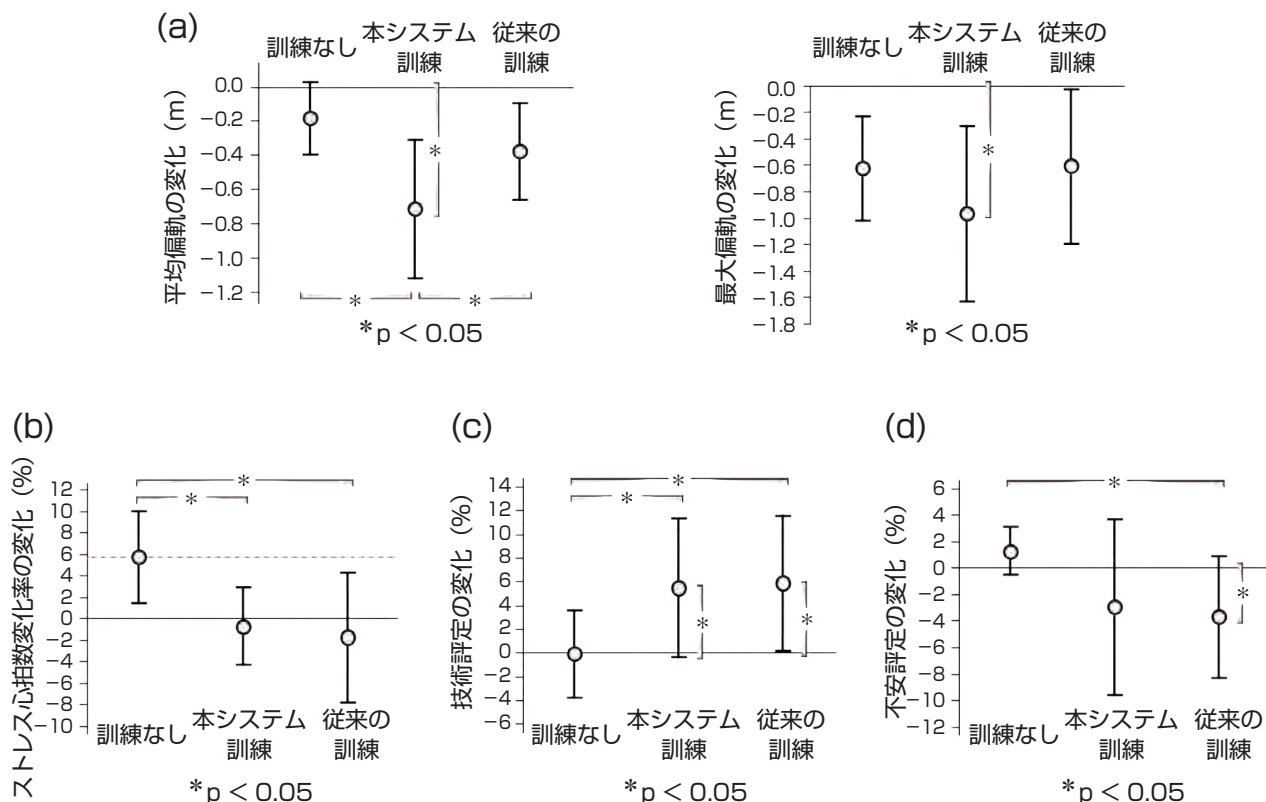 (a)
訓練なし 本システム 従来の
訓練 訓練
平均偏軌の変化（m）
0.0
−0.2
−0.4
−0.6
−0.8
−1.0
−1.2
*
* *
*p < 0.05
訓練なし 本システム 従来の
訓練 訓練
最大偏軌の変化（m）
0.0
−0.2
−0.4
−0.6
−0.8
−1.0
−1.2
−1.4
−1.6
−1.8
*
*p < 0.05
(b)
ストレス心拍数変化率の変化（%）
12
10
8
6
4
2
0
−2
−4
−6
−8
−10
*
*
訓練なし 本システム 従来の
訓練 訓練
*p < 0.05
(c)
技術評定の変化（%）
14
12
10
8
6
4
2
0
−2
−4
−6
*
*
* *
訓練なし 本システム 従来の
訓練 訓練
*p < 0.05
(d)
不安評定の変化（%）
6
4
2
0
−2
−4
−6
−8
−10
−12
*
*
訓練なし 本システム 従来の
訓練 訓練
*p < 0.05